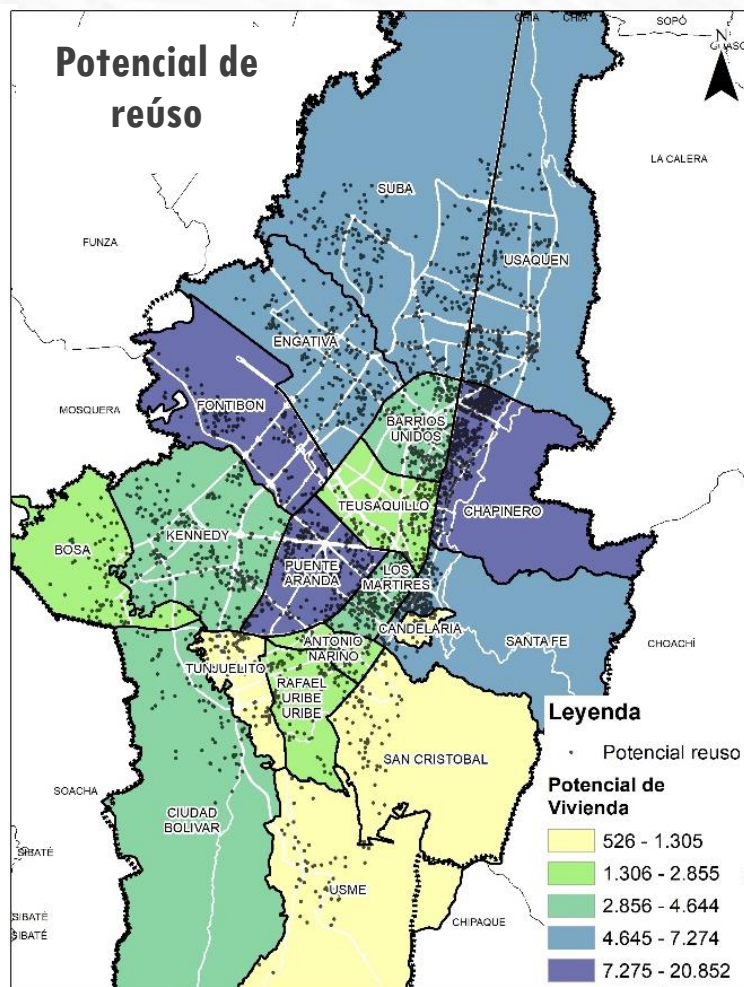 Potencial de
reúso
CHIA
CHIA
SOPÓ
N
LA CALERA
SUBA
FUNZA
USAQUEN
ENGATIVA
FONTIBON
MOSQUERA
BARRIOS
UNIDOS
TEUSAQUILLO
CHAPINERO
KENNEDY
BOSA
PUENTE
ARANDA
LOS
MARTIRES
CANDELARIA
SANTA FE
CHOACHÍ
ANTONIO
NARIÑO
TUNJUELITO
RAFAEL
URIBE
URIBE
SAN CRISTOBAL
SOACHA
CIUDAD
BOLIVAR
USME
SIBATÉ
SIBATÉ
SIBATÉ
CHIPAQUE
Leyenda
Potencial reuso
Potencial de
Vivienda
526 - 1.305
1.306 - 2.855
2.856 - 4.644
4.645 - 7.274
7.275 - 20.852